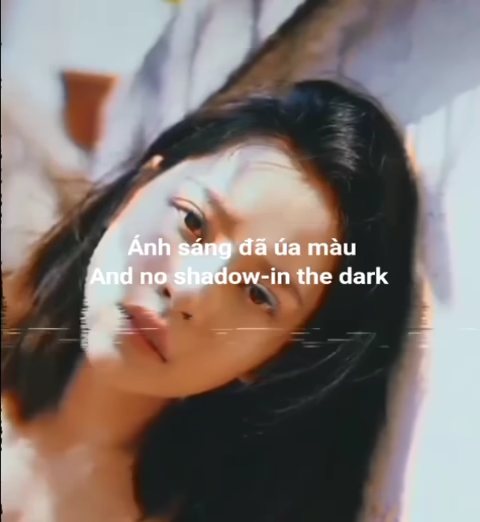 Ánh sáng đã úa màu
And no shadow-in the dark